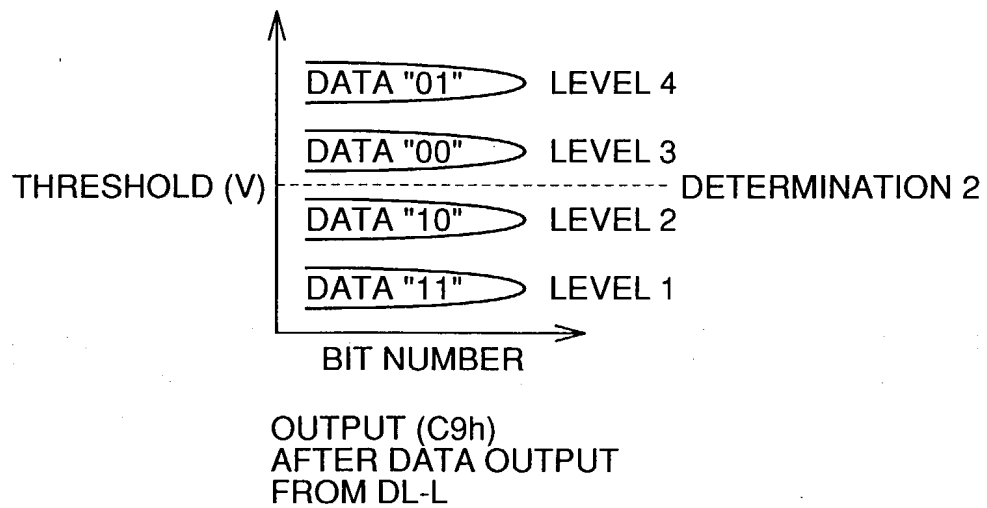 DATA "01" LEVEL 4
DATA "00" LEVEL 3
THRESHOLD (V) DETERMINATION 2
DATA "10" LEVEL 2
DATA "11" LEVEL 1
BIT NUMBER
OUTPUT (C9h)
AFTER DATA OUTPUT
FROM DL-L